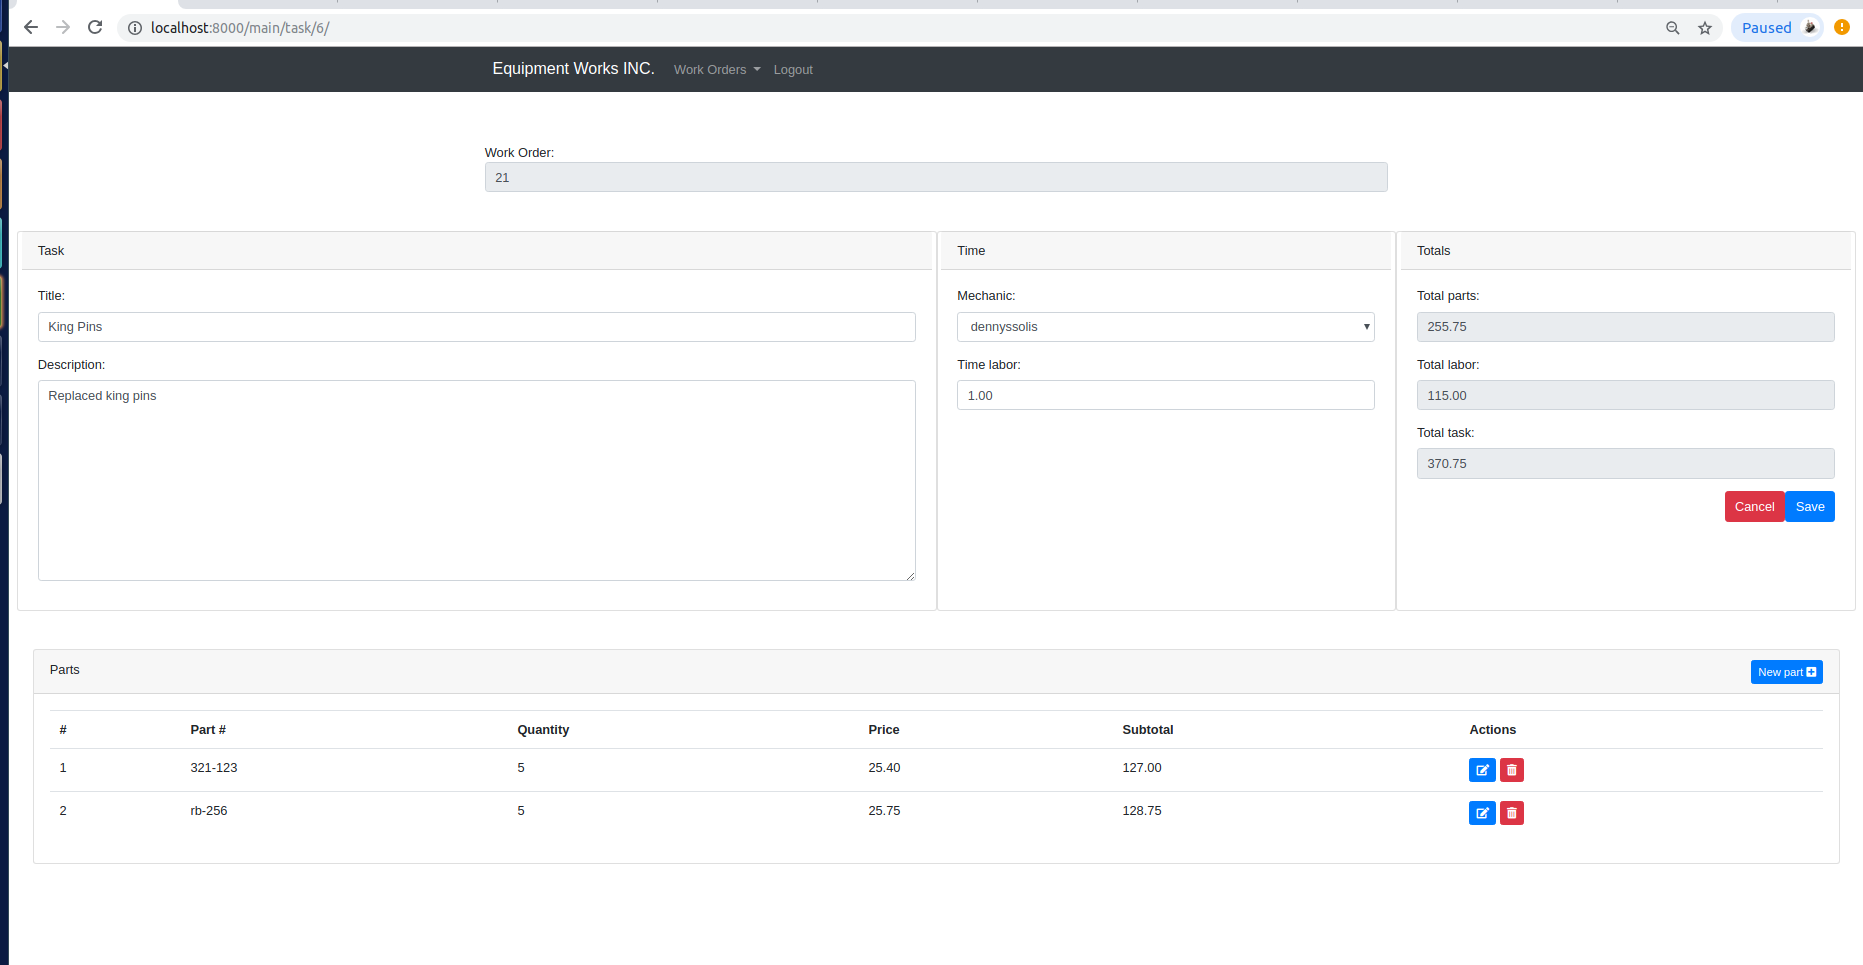 localhost:8000/main/task/6/
Paused
Equipment Works INC. Work Orders Logout
Work Order:
21
Task
Title:
King Pins
Description:
Replaced king pins
Time
Mechanic:
dennyssolis
Time labor:
1.00
Totals
Total parts:
255.75
Total labor:
115.00
Total task:
370.75
Cancel Save
Parts New part
# Part # Quantity Price Subtotal Actions
1 321-123 5 25.40 127.00
2 rb-256 5 25.75 128.75